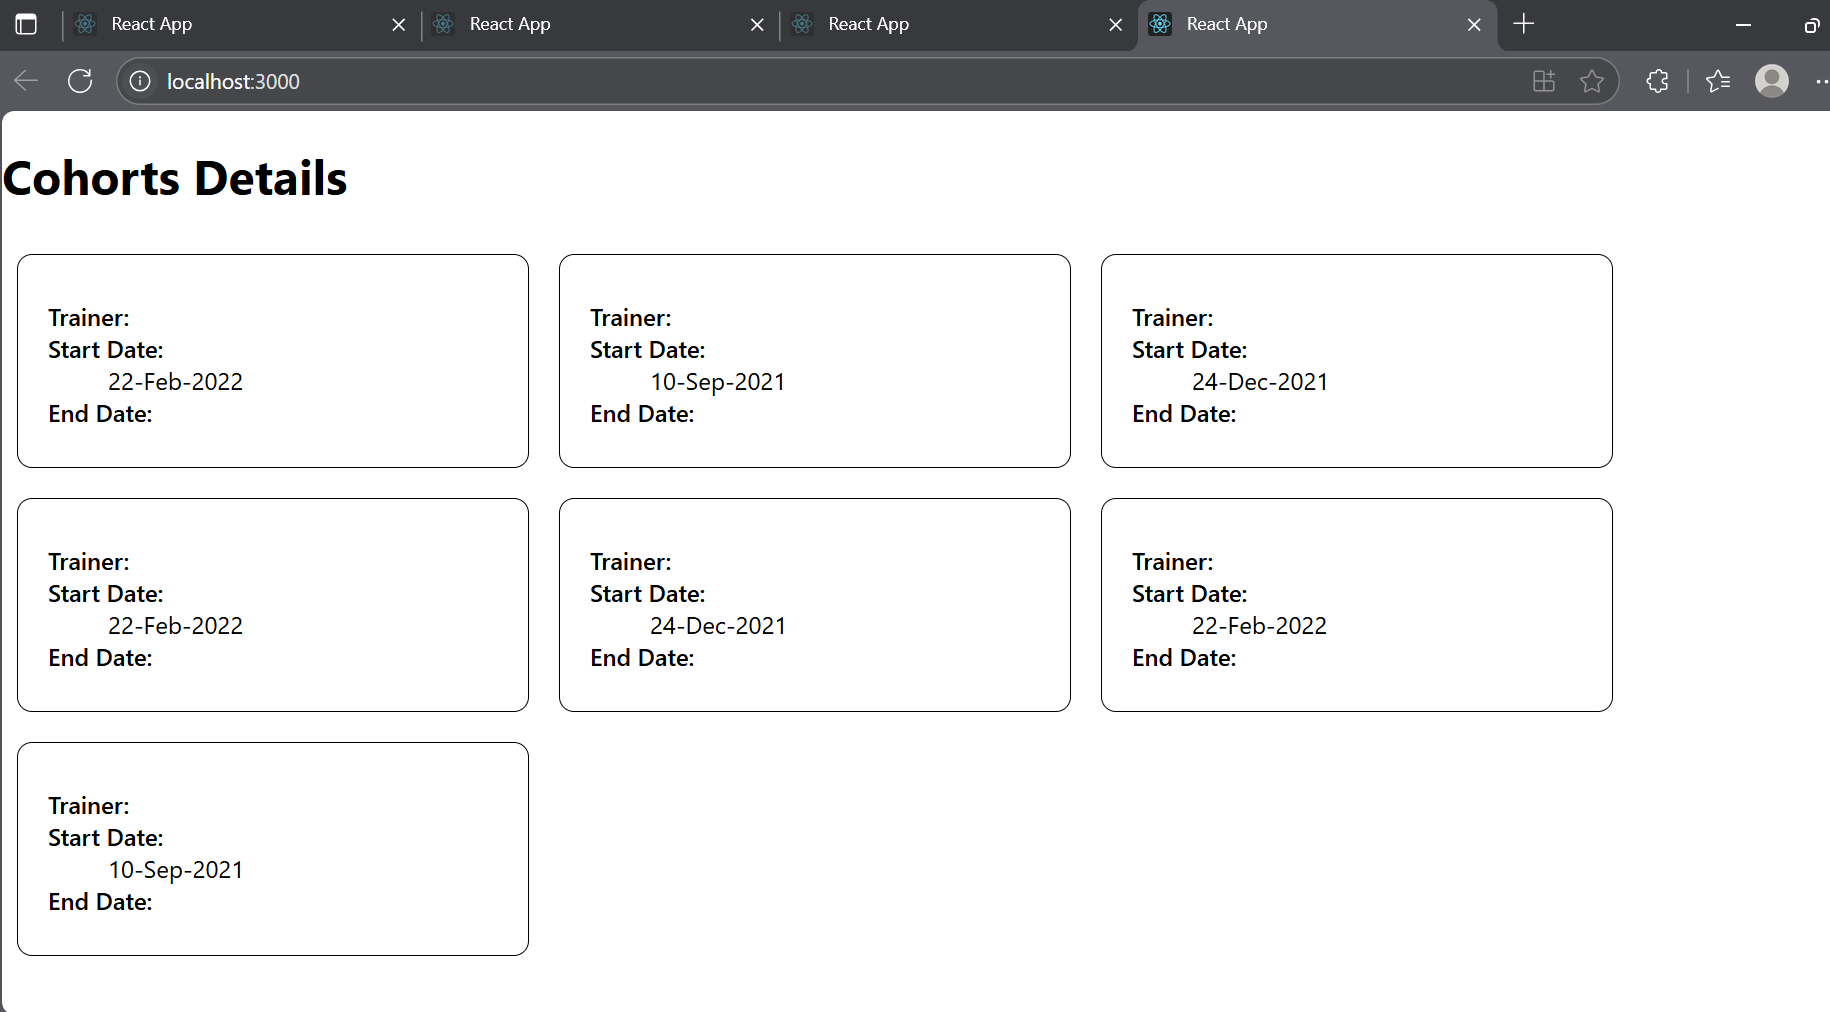 React App
React App
React App
React App
localhost:3000
Cohorts Details
Trainer:
Start Date:
22-Feb-2022
End Date:
Trainer:
Start Date:
10-Sep-2021
End Date:
Trainer:
Start Date:
24-Dec-2021
End Date:
Trainer:
Start Date:
22-Feb-2022
End Date:
Trainer:
Start Date:
24-Dec-2021
End Date:
Trainer:
Start Date:
22-Feb-2022
End Date:
Trainer:
Start Date:
10-Sep-2021
End Date: